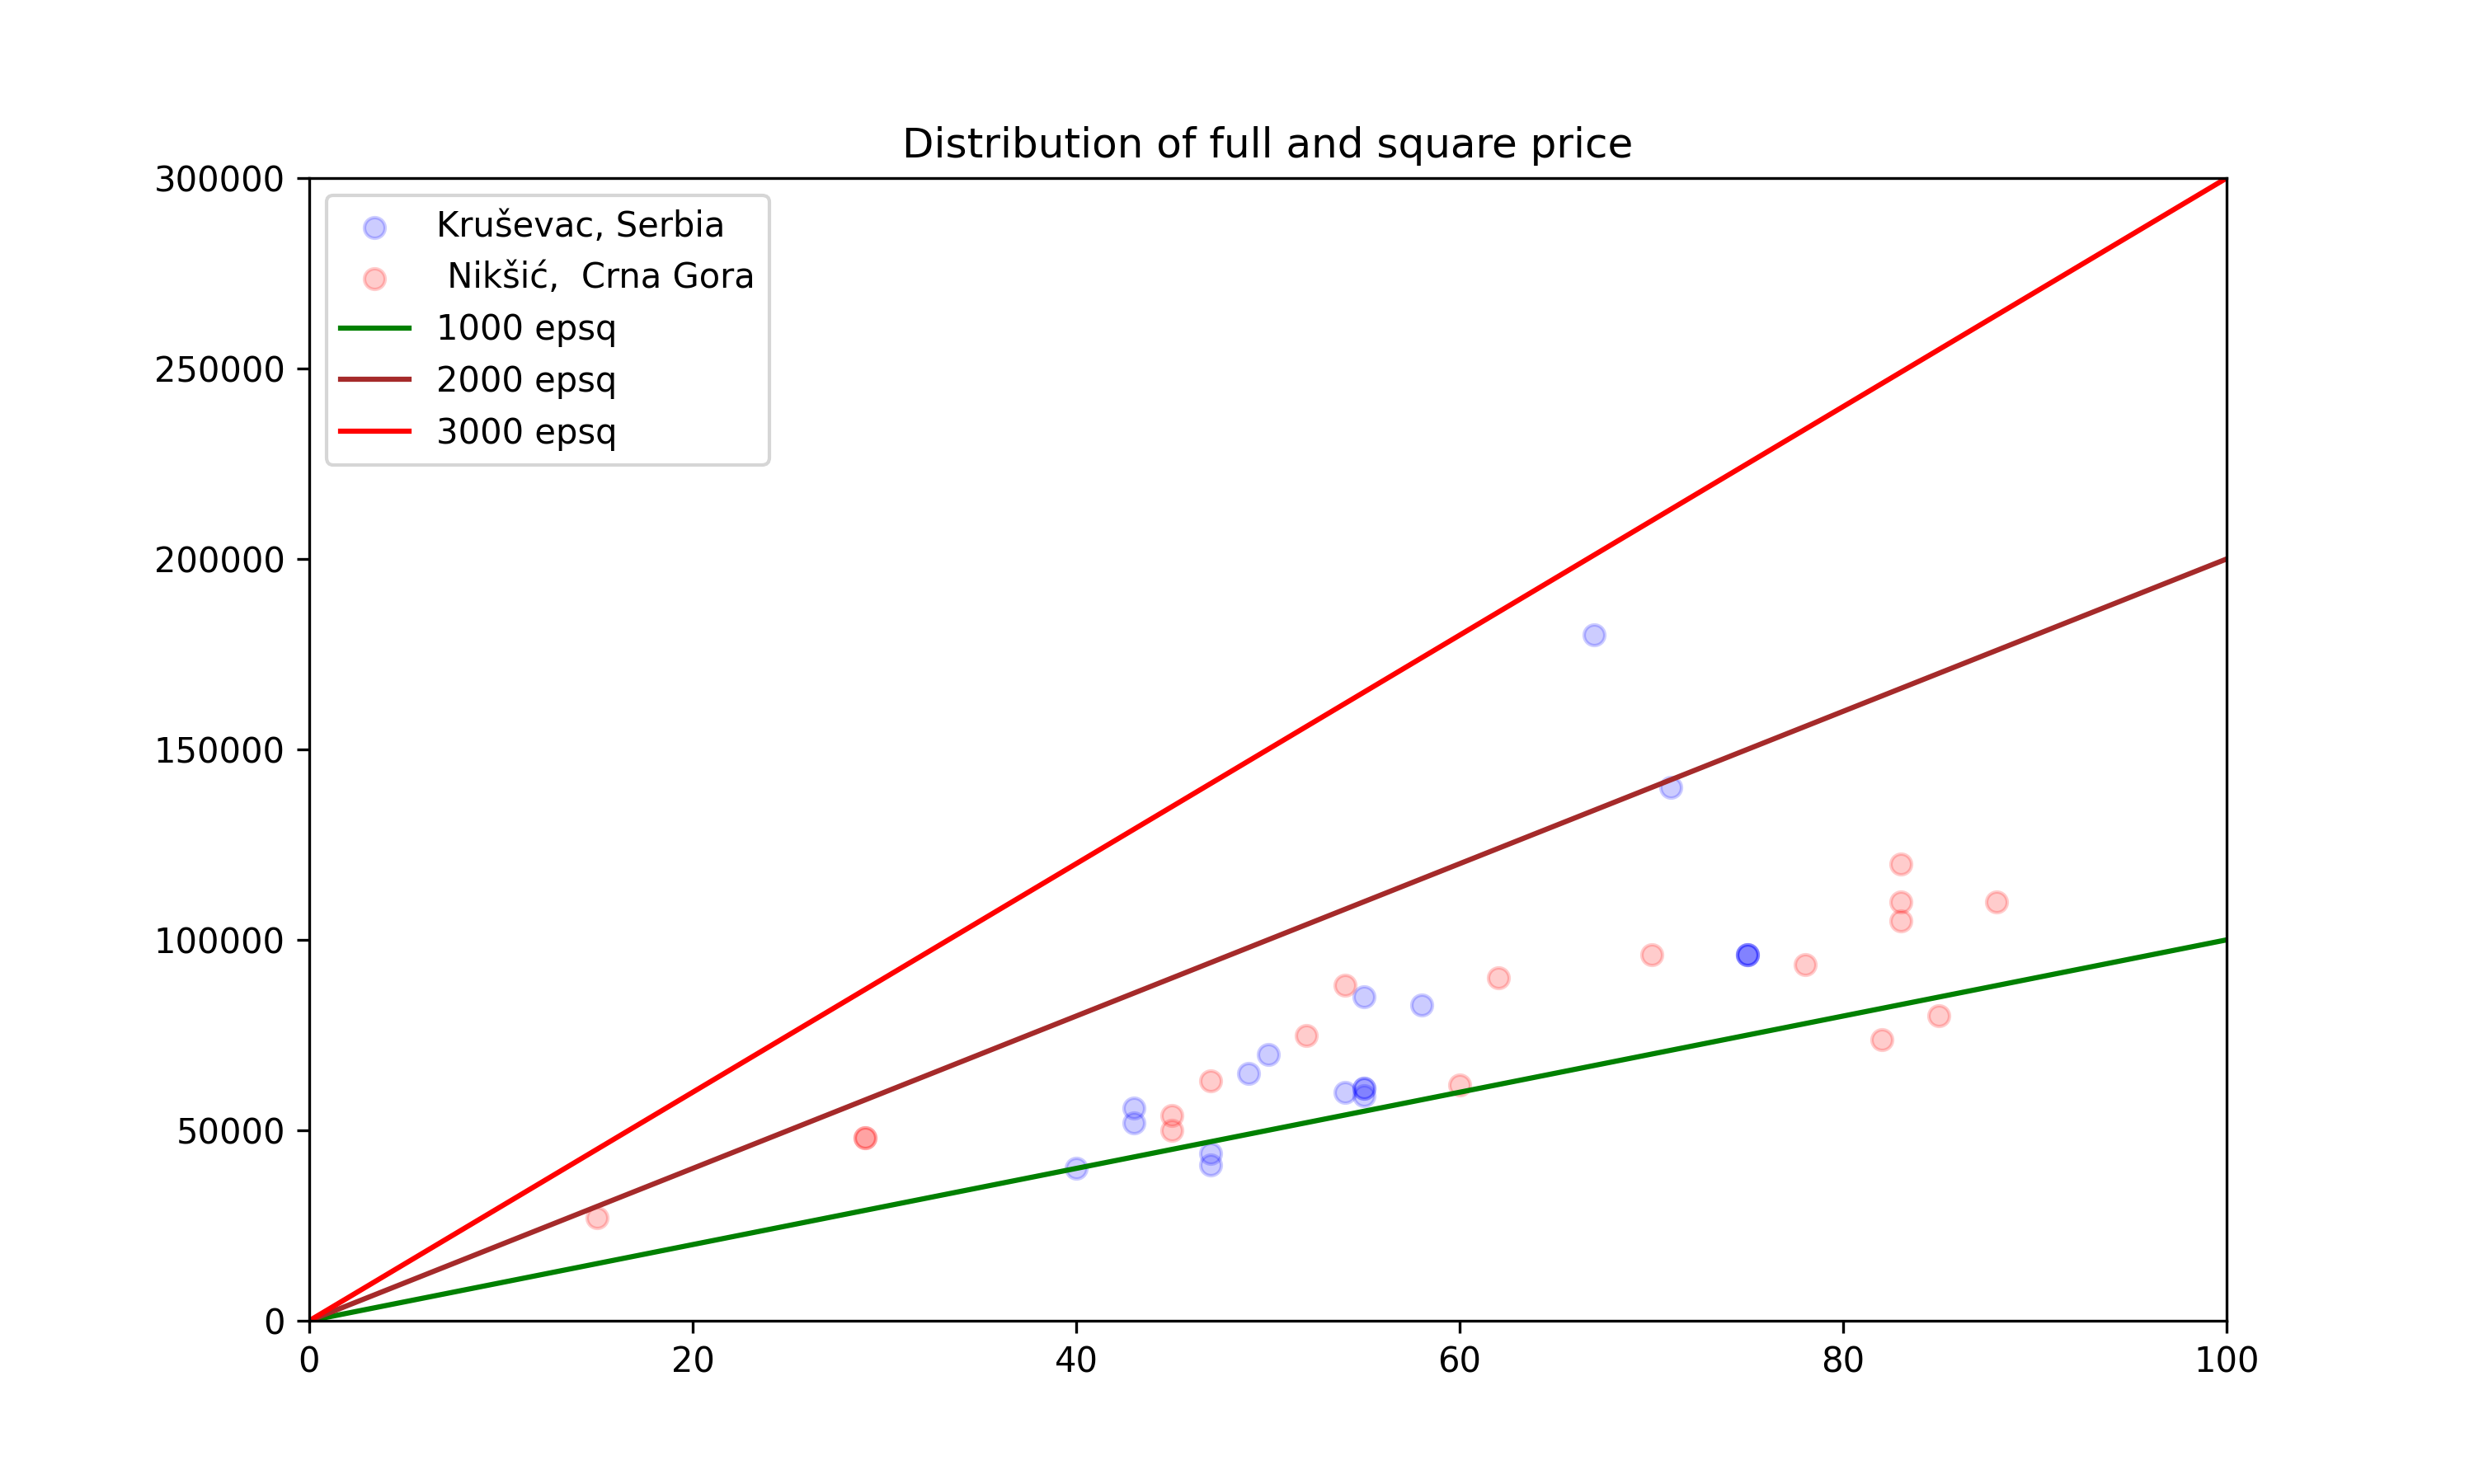 Distribution of full and square price
300000
250000
200000
150000
100000
50000
0
Kruševac, Serbia
Nikšić,  Crna Gora
1000 epsq
2000 epsq
3000 epsq
0 20 40 60 80 100